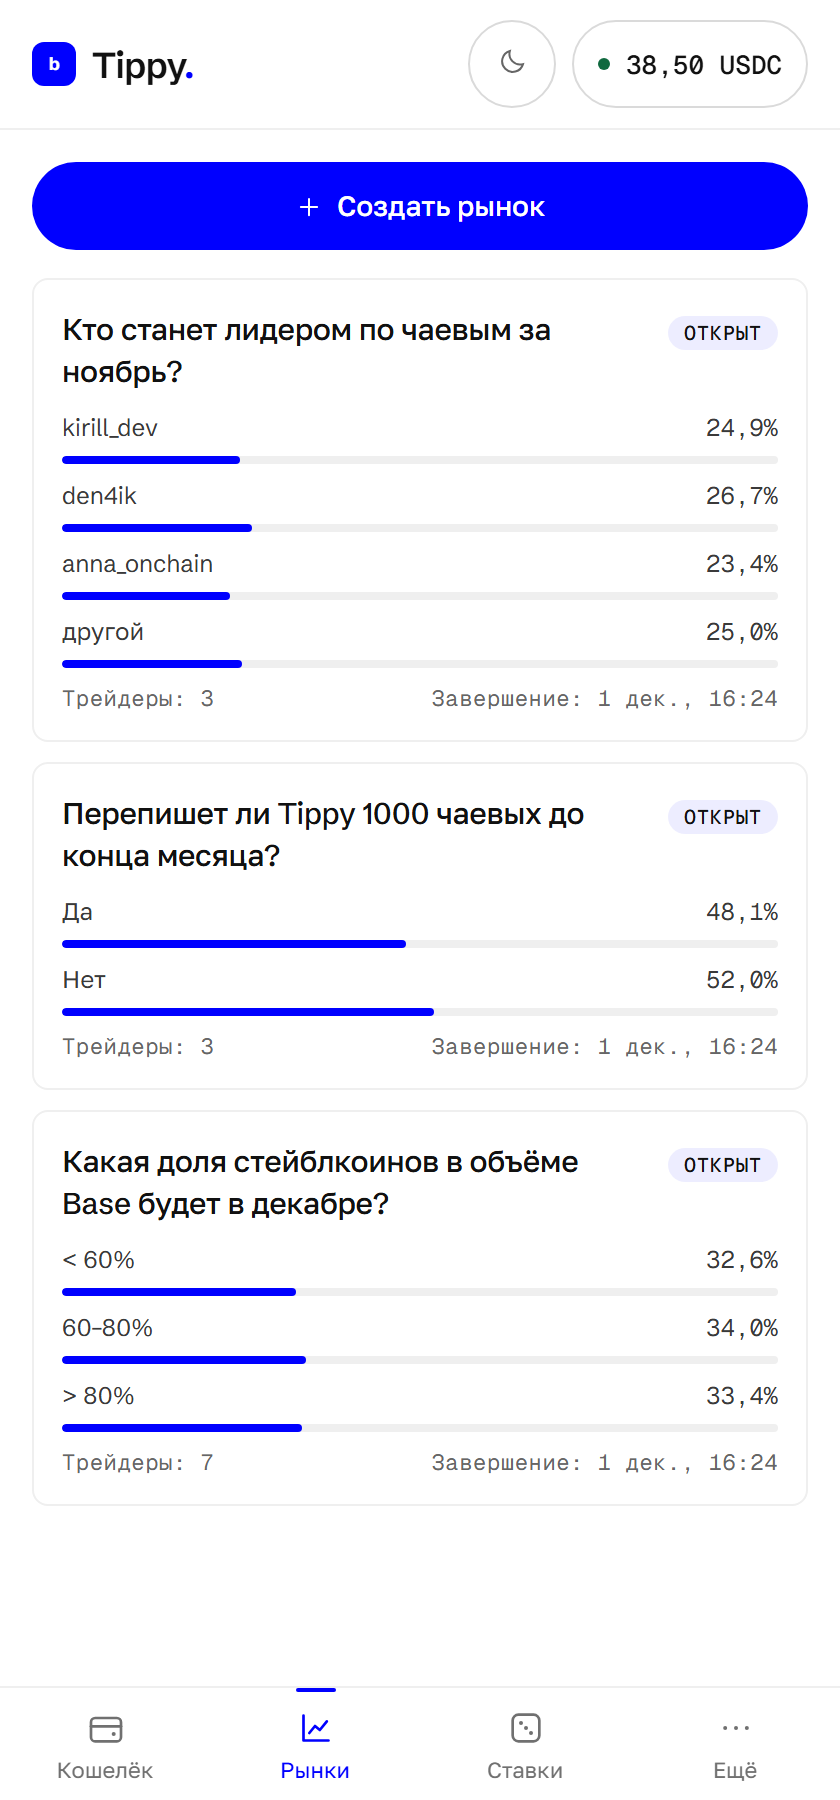 b Tippy. 38,50 USDC
+ Создать рынок
Кто станет лидером по чаевым за
ноябрь?
ОТКРЫТ
kirill_dev 24,9%
den4ik 26,7%
anna_onchain 23,4%
другой 25,0%
Трейдеры: 3 Завершение: 1 дек., 16:24
Перепишет ли Tippy 1000 чаевых до
конца месяца?
ОТКРЫТ
Да 48,1%
Нет 52,0%
Трейдеры: 3 Завершение: 1 дек., 16:24
Какая доля стейблкоинов в объёме
Base будет в декабре?
ОТКРЫТ
< 60% 32,6%
60–80% 34,0%
> 80% 33,4%
Трейдеры: 7 Завершение: 1 дек., 16:24
Кошелёк Рынки Ставки Ещё